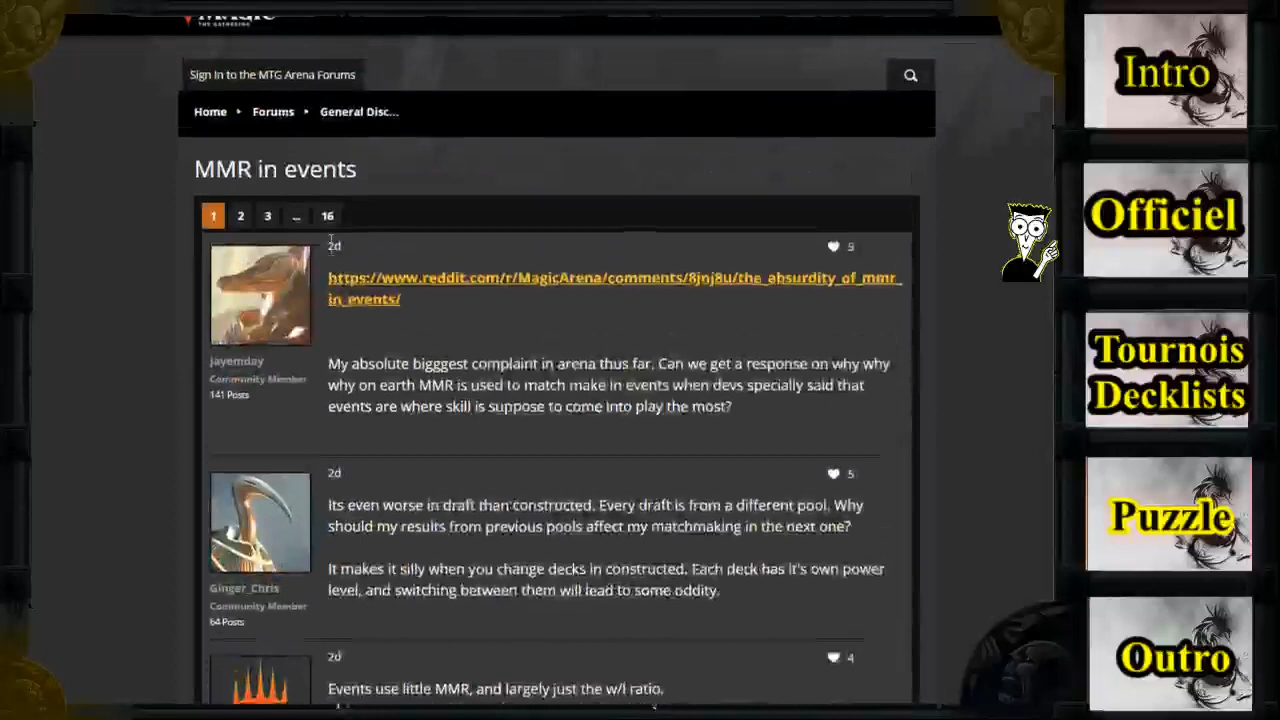 MAGIC
THE GATHERING
Sign In to the MTG Arena Forums
Home ▸ Forums ▸ General Disc...
MMR in events
1 2 3 ... 16
2d
5
https://www.reddit.com/r/MagicArena/comments/8jnj8u/the_absurdity_of_mmr_
in_events/
Jayemday
Community Member
141 Posts
My absolute bigggest complaint in arena thus far. Can we get a response on why why
why on earth MMR is used to match make in events when devs specially said that
events are where skill is suppose to come into play the most?
2d
5
Its even worse in draft than constructed. Every draft is from a different pool. Why
should my results from previous pools affect my matchmaking in the next one?
It makes it silly when you change decks in constructed. Each deck has it's own power
level, and switching between them will lead to some oddity.
Ginger_Chris
Community Member
64 Posts
2d
4
Events use little MMR, and largely just the w/l ratio.
Intro
Officiel
Tournois
Decklists
Puzzle
Outro